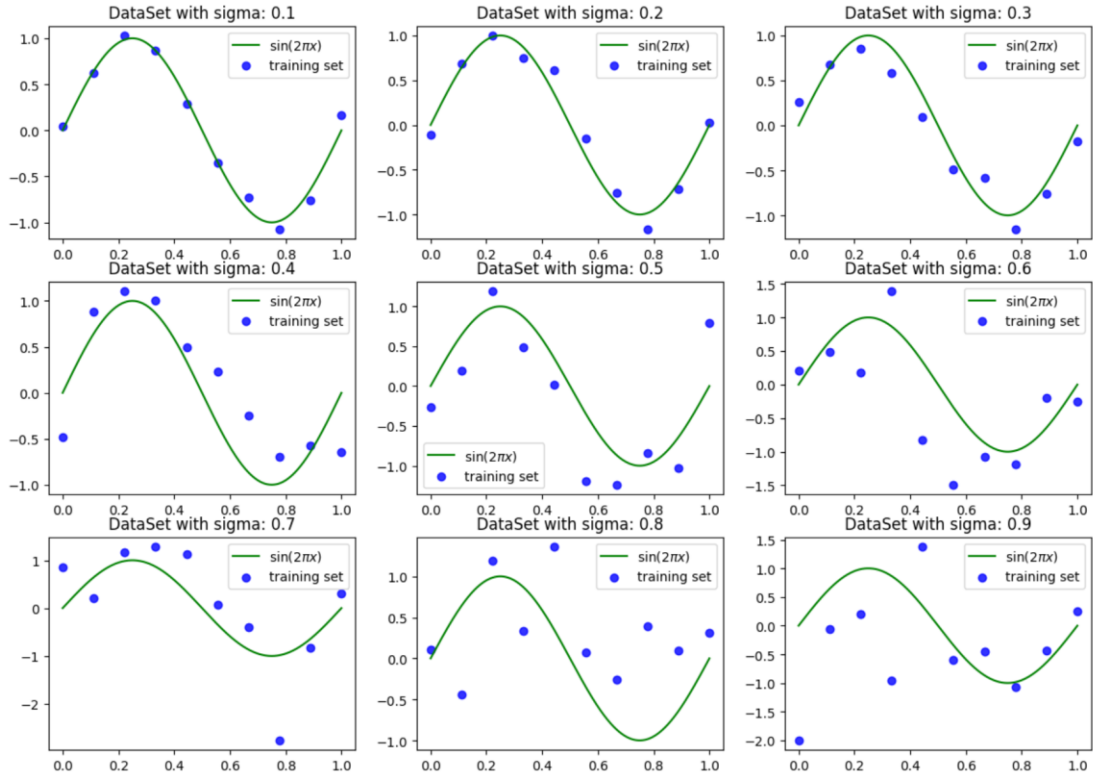 DataSet with sigma: 0.1
1.0
0.5
0.0
−0.5
−1.0
sin(2πx)
training set
0.0 0.2 0.4 0.6 0.8 1.0
DataSet with sigma: 0.2
1.0
0.5
0.0
−0.5
−1.0
sin(2πx)
training set
0.0 0.2 0.4 0.6 0.8 1.0
DataSet with sigma: 0.3
1.0
0.5
0.0
−0.5
−1.0
sin(2πx)
training set
0.0 0.2 0.4 0.6 0.8 1.0
DataSet with sigma: 0.4
1.0
0.5
0.0
−0.5
−1.0
sin(2πx)
training set
0.0 0.2 0.4 0.6 0.8 1.0
DataSet with sigma: 0.5
1.0
0.5
0.0
−0.5
−1.0
sin(2πx)
training set
0.0 0.2 0.4 0.6 0.8 1.0
DataSet with sigma: 0.6
1.5
1.0
0.5
0.0
−0.5
−1.0
−1.5
sin(2πx)
training set
0.0 0.2 0.4 0.6 0.8 1.0
DataSet with sigma: 0.7
1
0
−1
−2
sin(2πx)
training set
0.0 0.2 0.4 0.6 0.8 1.0
DataSet with sigma: 0.8
1.0
0.5
0.0
−0.5
−1.0
sin(2πx)
training set
0.0 0.2 0.4 0.6 0.8 1.0
DataSet with sigma: 0.9
1.5
1.0
0.5
0.0
−0.5
−1.0
−1.5
−2.0
sin(2πx)
training set
0.0 0.2 0.4 0.6 0.8 1.0